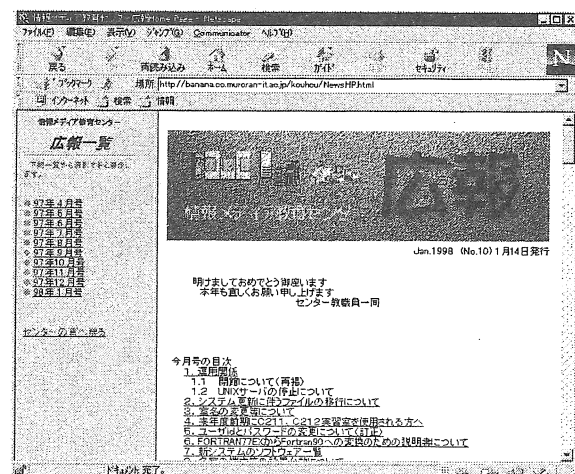 情報メディア教育センター広報Home Page - Netscape
ファイル(F) 編集(E) 表示(V) ジャンプ(G) Communicator ヘルプ(H)
戻る 再読み込み ホーム 検索 ガイド セキュリティ
N
ブックマーク 場所: http://banana.cc.muroran-it.ac.jp/kouhou/NewsHP.html
インターネット 検索 情報
情報メディア教育センター
広報一覧
97年4月号
97年5月号
97年6月号
97年7月号
97年8月号
97年9月号
97年10月号
97年11月号
97年12月号
98年1月号
センターの頁へ戻る
広報
情報メディア教育センター
Jan.1998 (No.10) 1月14日発行
明けましておめでとう御座います
本年も宜しくお願い申し上げます
センター教職員一同
今月号の目次
1. 運用関係
1.1 閉館について(再掲)
1.2 UNIXサーバの停止について
2. システム更新に伴うファイルの移行について
3. 室名の変更等について
4. 来年度前期にC211, C212実習室を使用される方へ
5. ユーザidとパスワードの変更について(訂正)
6. FORTRAN77EXからFortran90への変換のための説明書について
7. 新システムのソフトウェア一覧
ドキュメント: 完了。